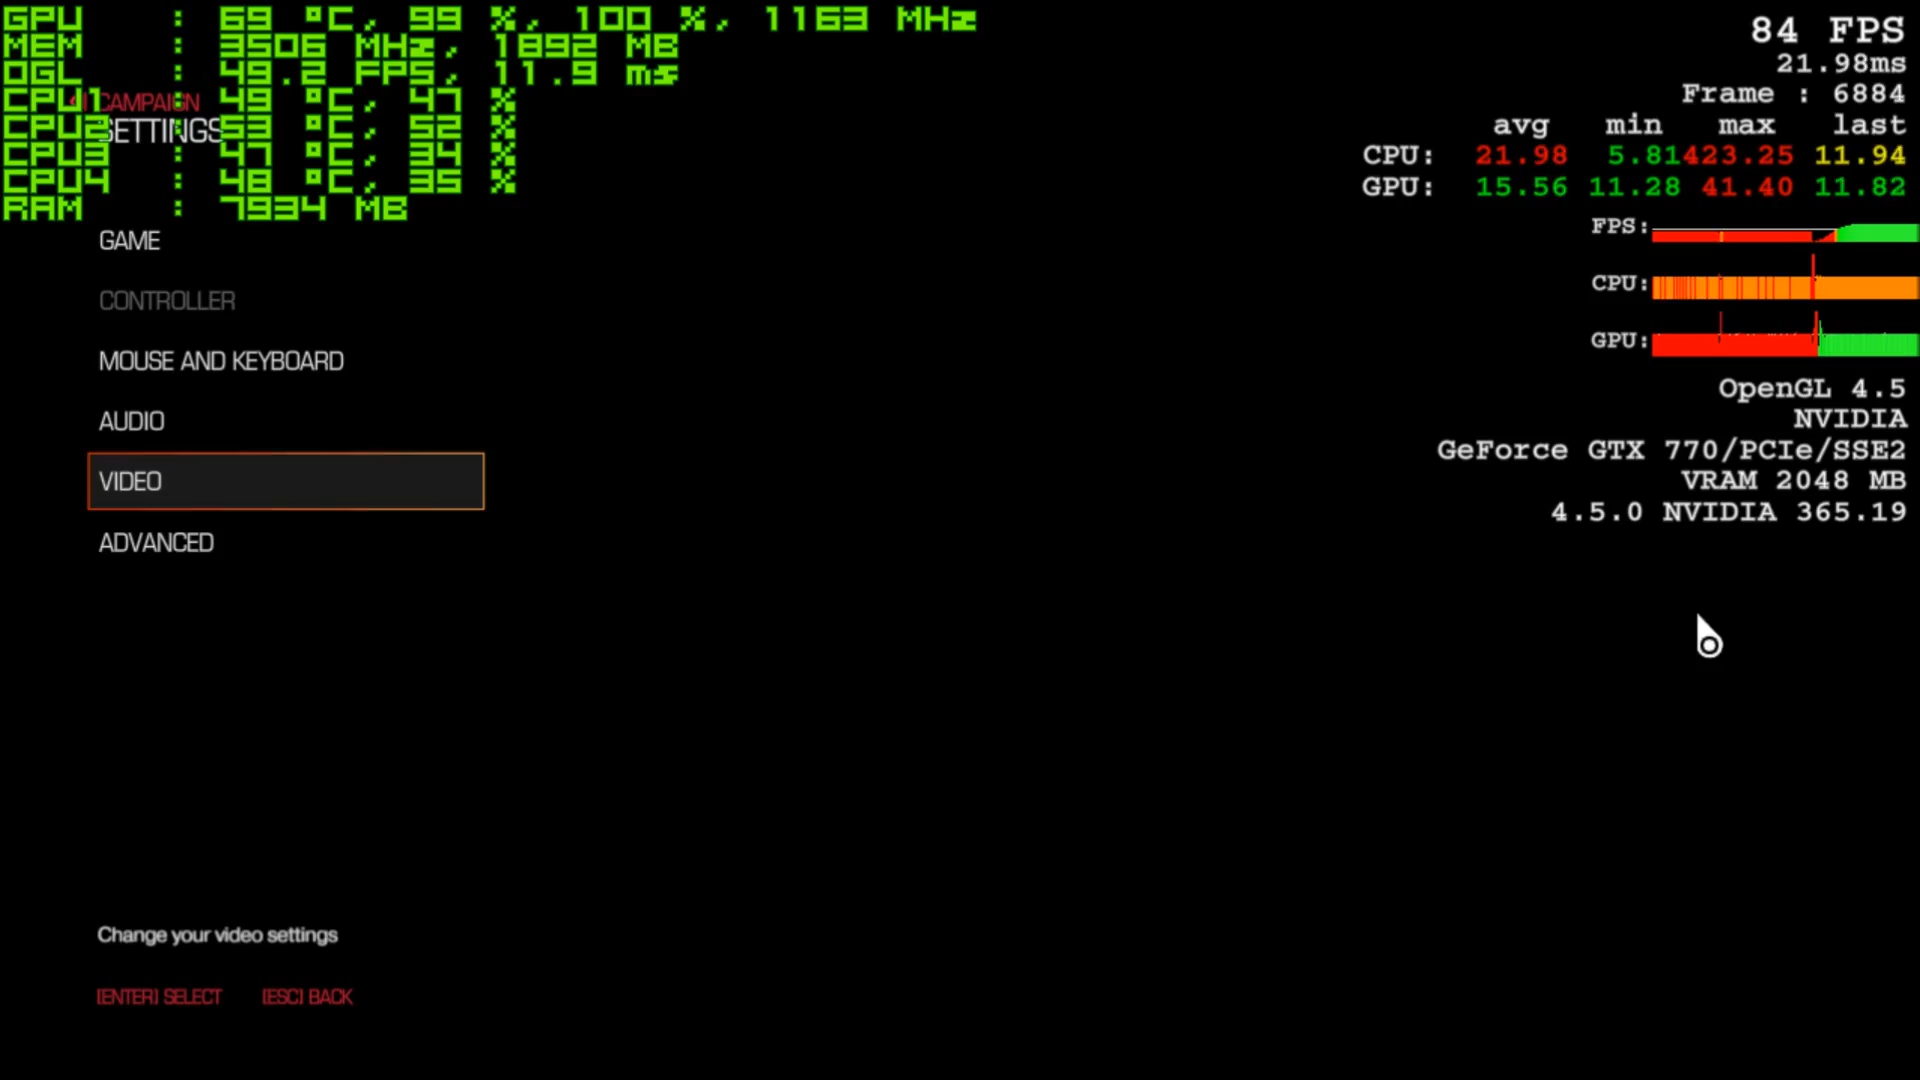 GPU : 69 °C, 99 %, 100 %, 1163 MHz
MEM : 3506 MHz, 1892 MB
OGL : 49.2 FPS, 11.9 ms
CPU1 : 49 °C, 47 %
CPU2 : 53 °C, 52 %
CPU3 : 47 °C, 34 %
CPU4 : 48 °C, 35 %
RAM : 7934 MB
CAMPAIGN
SETTINGS
GAME
CONTROLLER
MOUSE AND KEYBOARD
AUDIO
VIDEO
ADVANCED
Change your video settings
[ENTER] SELECT [ESC] BACK
84 FPS
21.98ms
Frame : 6884
avg min max last
CPU: 21.98 5.81 423.25 11.94
GPU: 15.56 11.28 41.40 11.82
FPS:
CPU:
GPU:
OpenGL 4.5
NVIDIA
GeForce GTX 770/PCIe/SSE2
VRAM 2048 MB
4.5.0 NVIDIA 365.19